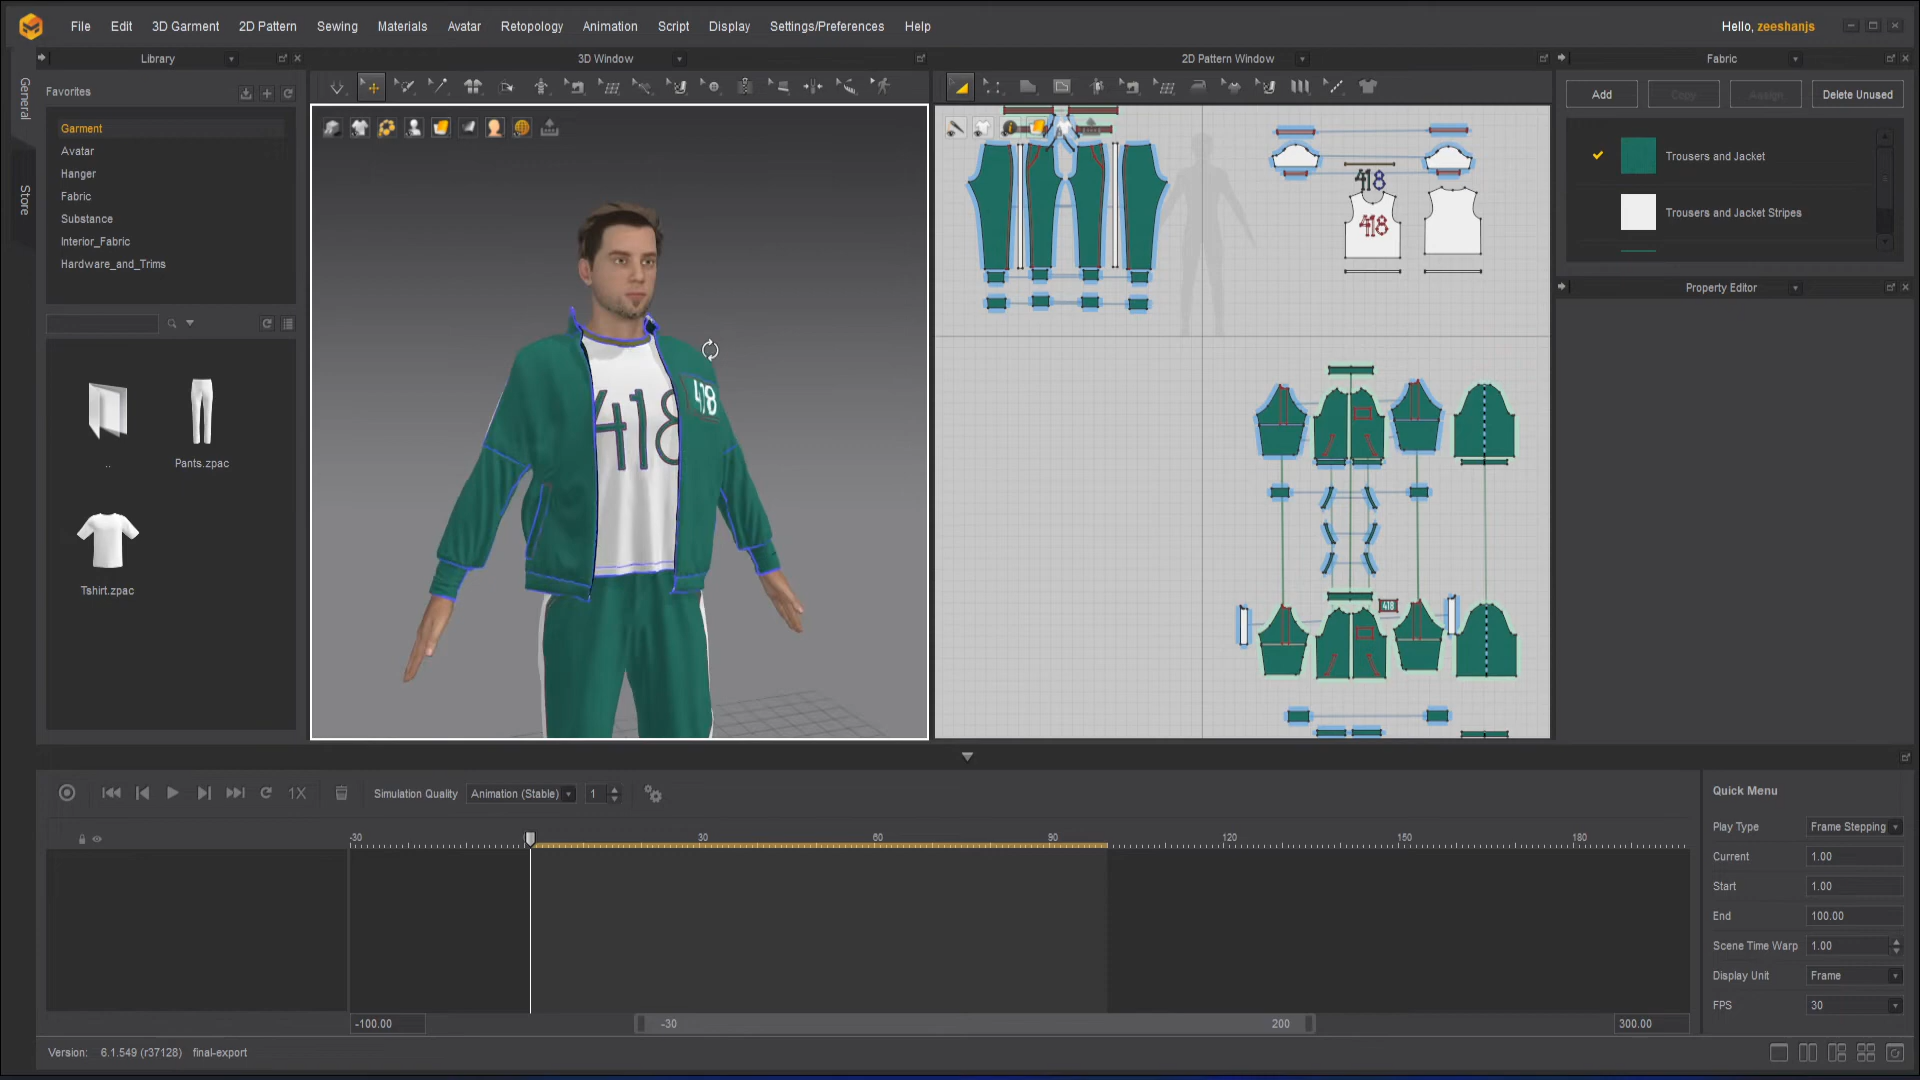 File Edit 3D Garment 2D Pattern Sewing Materials Avatar Retopology Animation Script Display Settings/Preferences Help
Hello, zeeshanjs
Library
3D Window
2D Pattern Window
Fabric
General
Store
Favorites
Garment
Avatar
Hanger
Fabric
Substance
Interior_Fabric
Hardware_and_Trims
..
Pants.zpac
Tshirt.zpac
418
418
418
418
418
Add
Copy
Assign
Delete Unused
Trousers and Jacket
Trousers and Jacket Stripes
Property Editor
1X
Simulation Quality
Animation (Stable)
1
-30
30
60
90
120
150
180
-100.00
-30
200
300.00
Quick Menu
Play Type Frame Stepping
Current 1.00
Start 1.00
End 100.00
Scene Time Warp 1.00
Display Unit Frame
FPS 30
Version: 6.1.549 (r37128) final-export